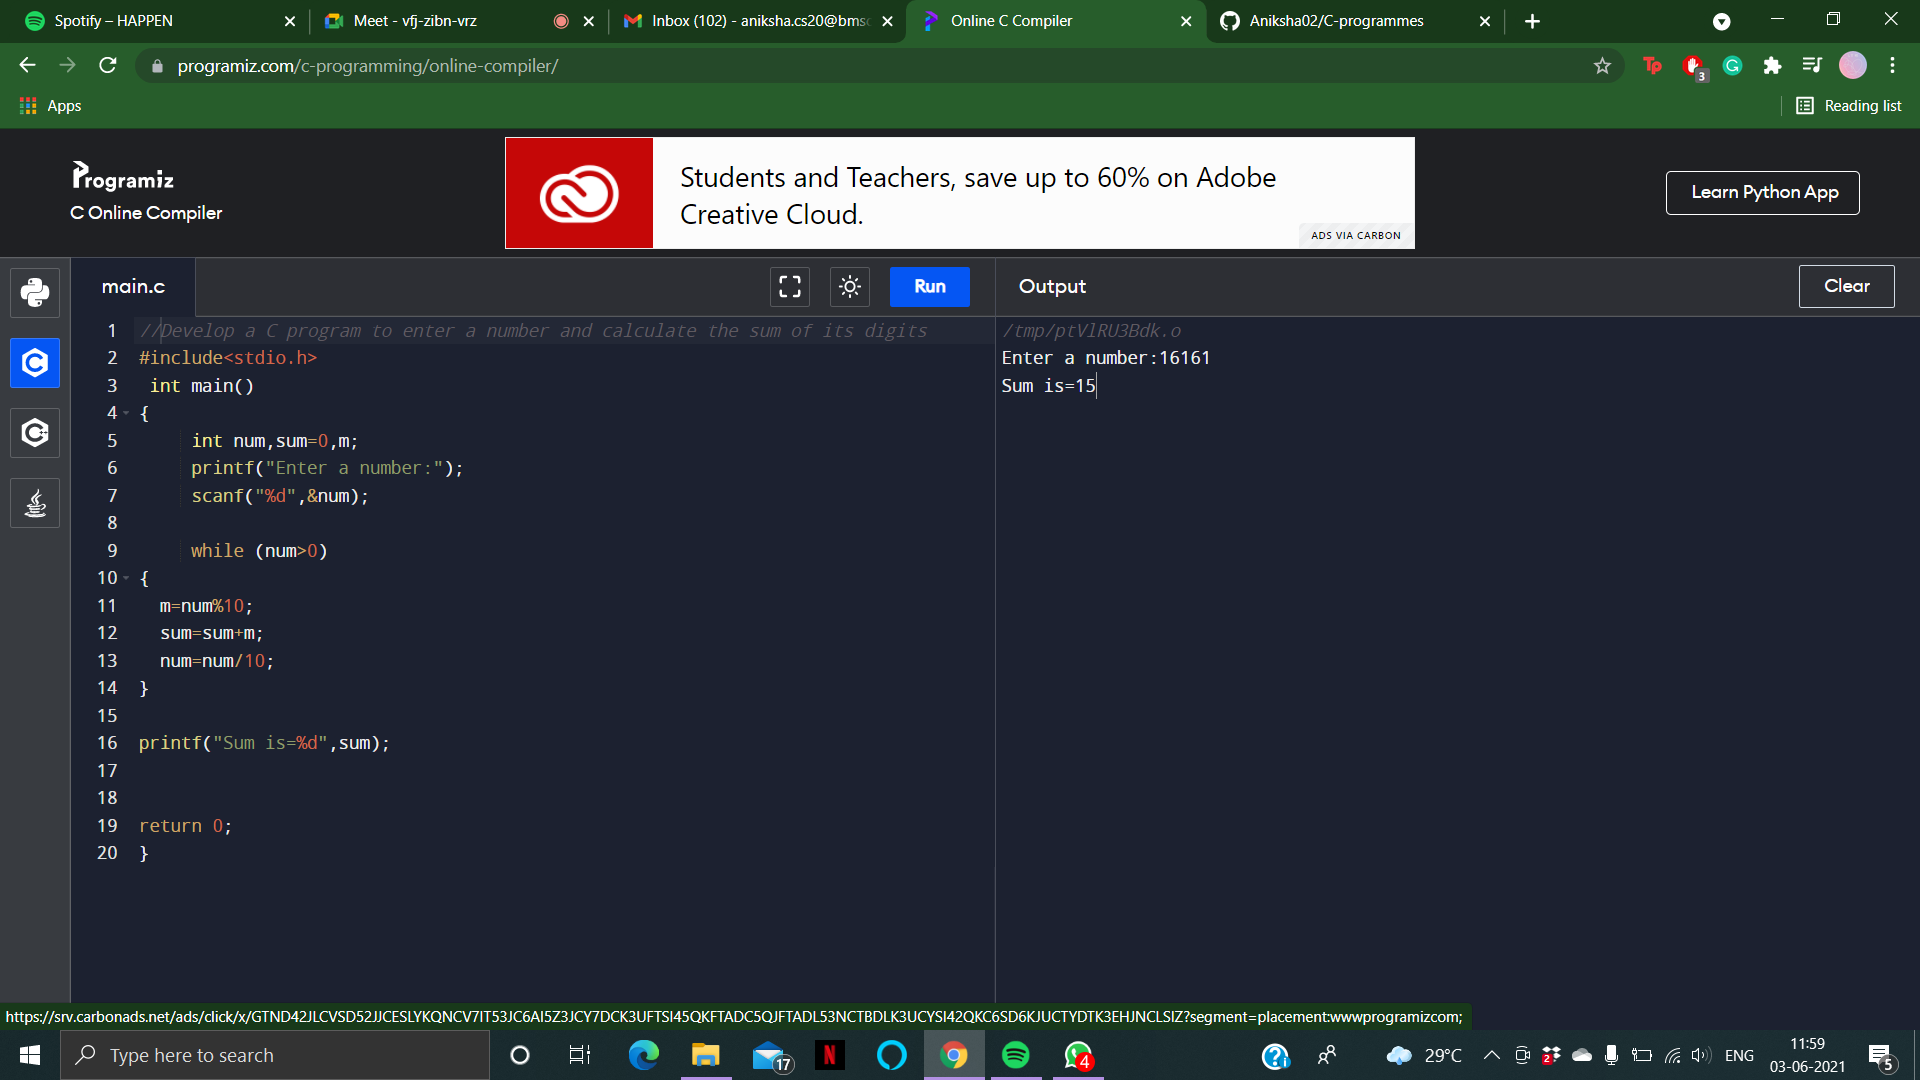 Spotify – HAPPEN
Meet - vfj-zibn-vrz
Inbox (102) - aniksha.cs20@bmsc
Online C Compiler
Aniksha02/C-programmes
programiz.com/c-programming/online-compiler/
Tp
3
Apps
Reading list
Programiz
C Online Compiler
Students and Teachers, save up to 60% on Adobe
Creative Cloud.
ADS VIA CARBON
Learn Python App
main.c
Run
Output
Clear
1 //Develop a C program to enter a number and calculate the sum of its digits
2 #include<stdio.h>
3 int main()
4 {
5 int num,sum=0,m;
6 printf("Enter a number:");
7 scanf("%d",&num);
8
9 while (num>0)
10 {
11 m=num%10;
12 sum=sum+m;
13 num=num/10;
14 }
15
16 printf("Sum is=%d",sum);
17
18
19 return 0;
20 }
/tmp/ptVlRU3Bdk.o
Enter a number:16161
Sum is=15
https://srv.carbonads.net/ads/click/x/GTND42JLCVSD52JJCESLYKQNCV7IT53JC6AI5Z3JCY7DCK3UFTSI45QKFTADC5QJFTADL53NCTBDLK3UCYSI42QKC6SD6KJUCTYDTK3EHJNCLSIZ?segment=placement:wwwprogramizcom;
Type here to search
17
N
4
29°C
2
ENG
11:59
03-06-2021
5